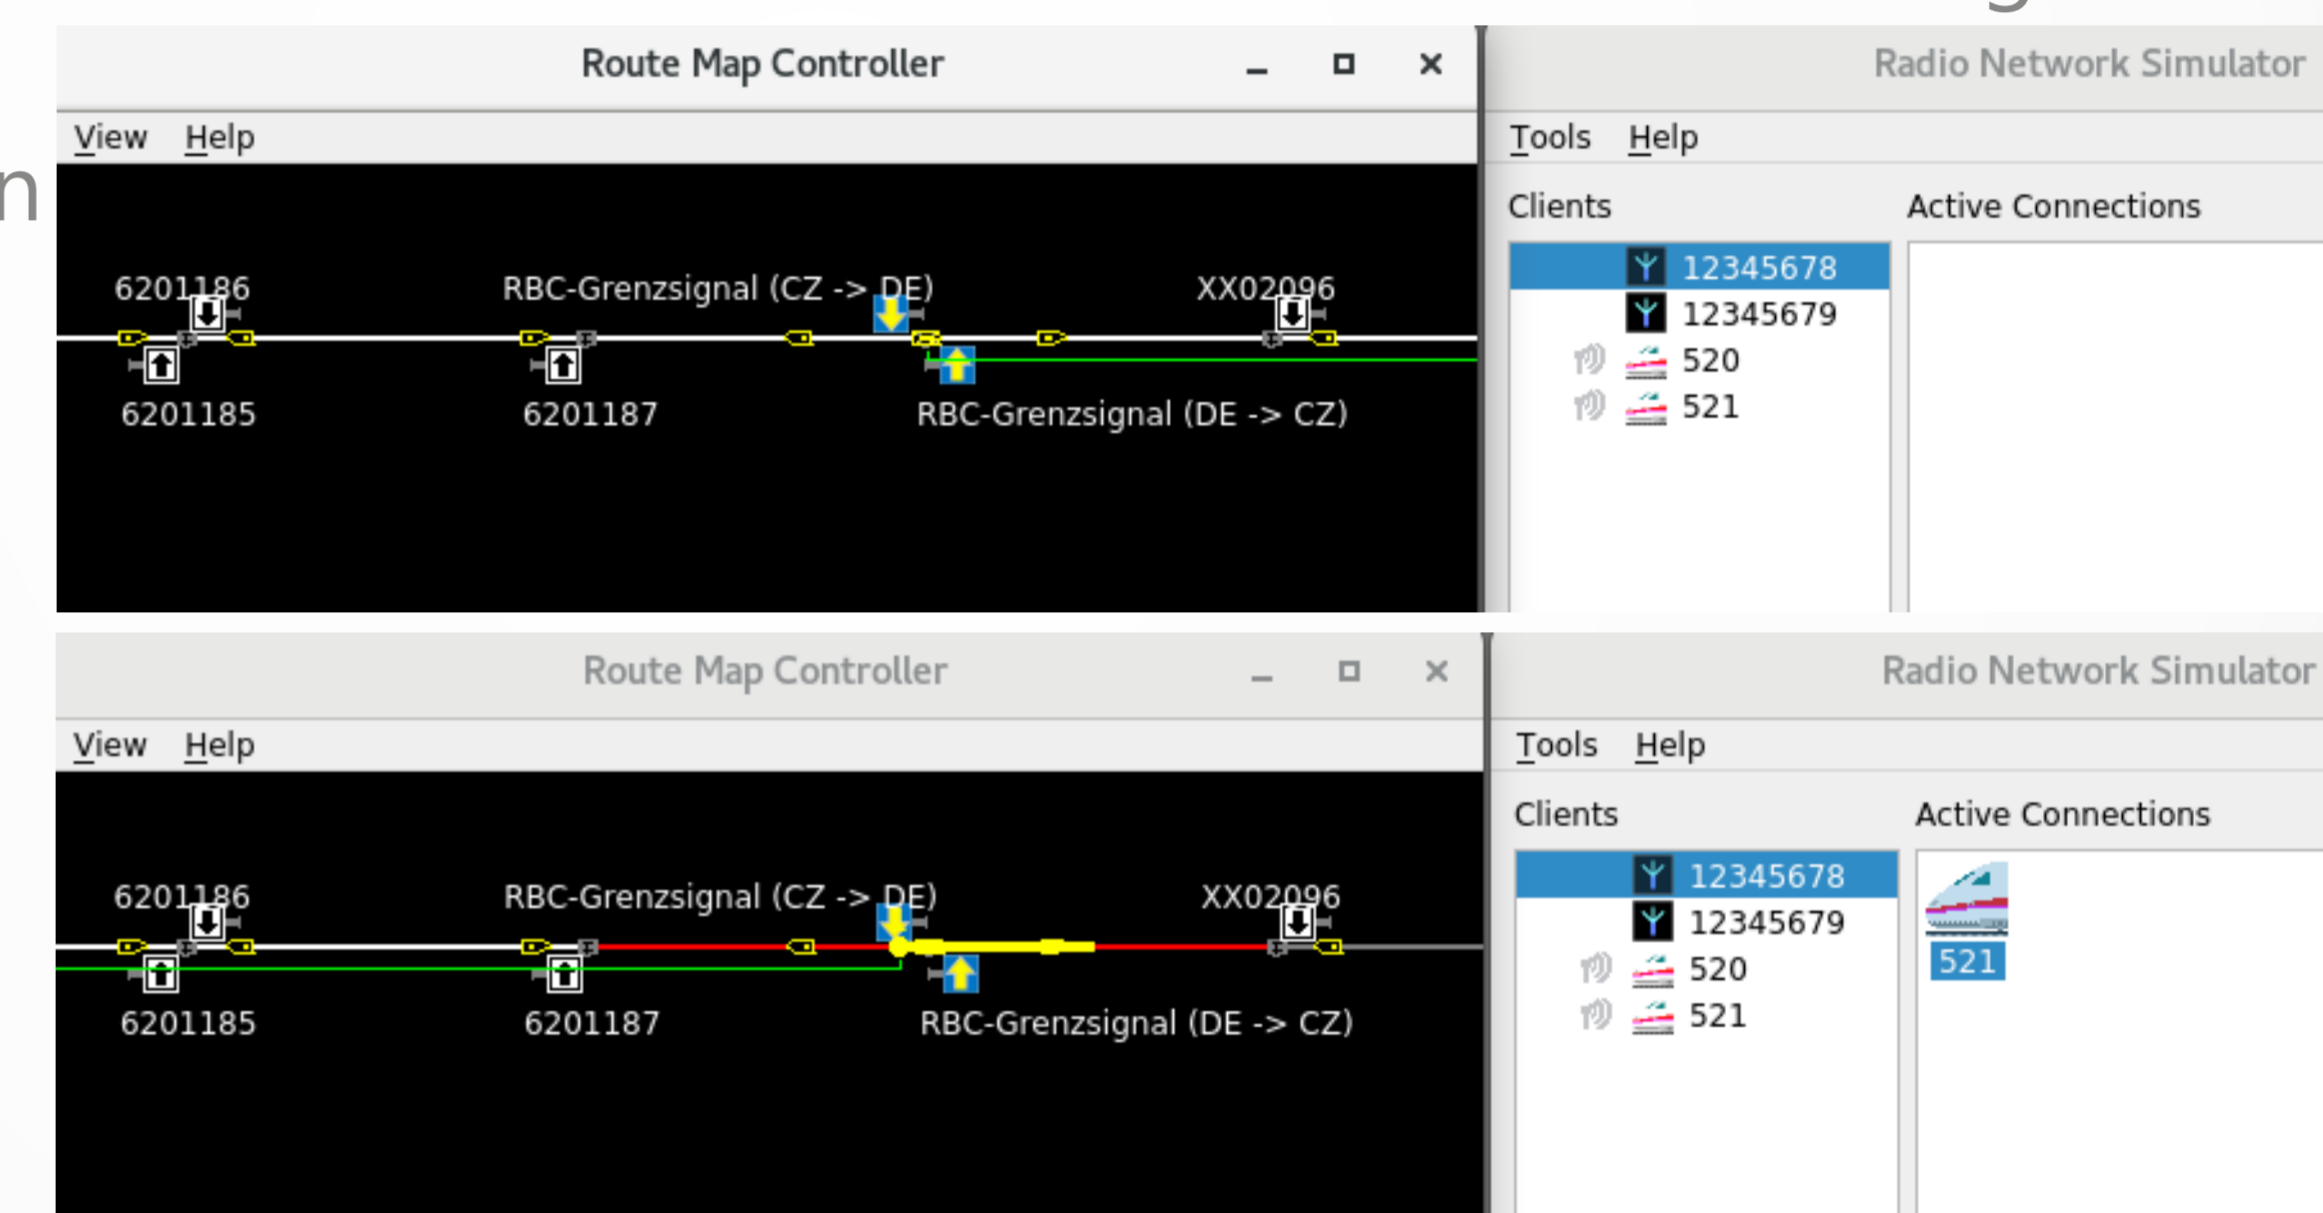 g
n
Route Map Controller
Radio Network Simulator
View Help
Tools Help
Clients
Active Connections
12345678
12345679
520
521
6201186
RBC-Grenzsignal (CZ -> DE)
XX02096
6201185
6201187
RBC-Grenzsignal (DE -> CZ)
Route Map Controller
Radio Network Simulator
View Help
Tools Help
Clients
Active Connections
12345678
12345679
520
521
521
6201186
RBC-Grenzsignal (CZ -> DE)
XX02096
6201185
6201187
RBC-Grenzsignal (DE -> CZ)